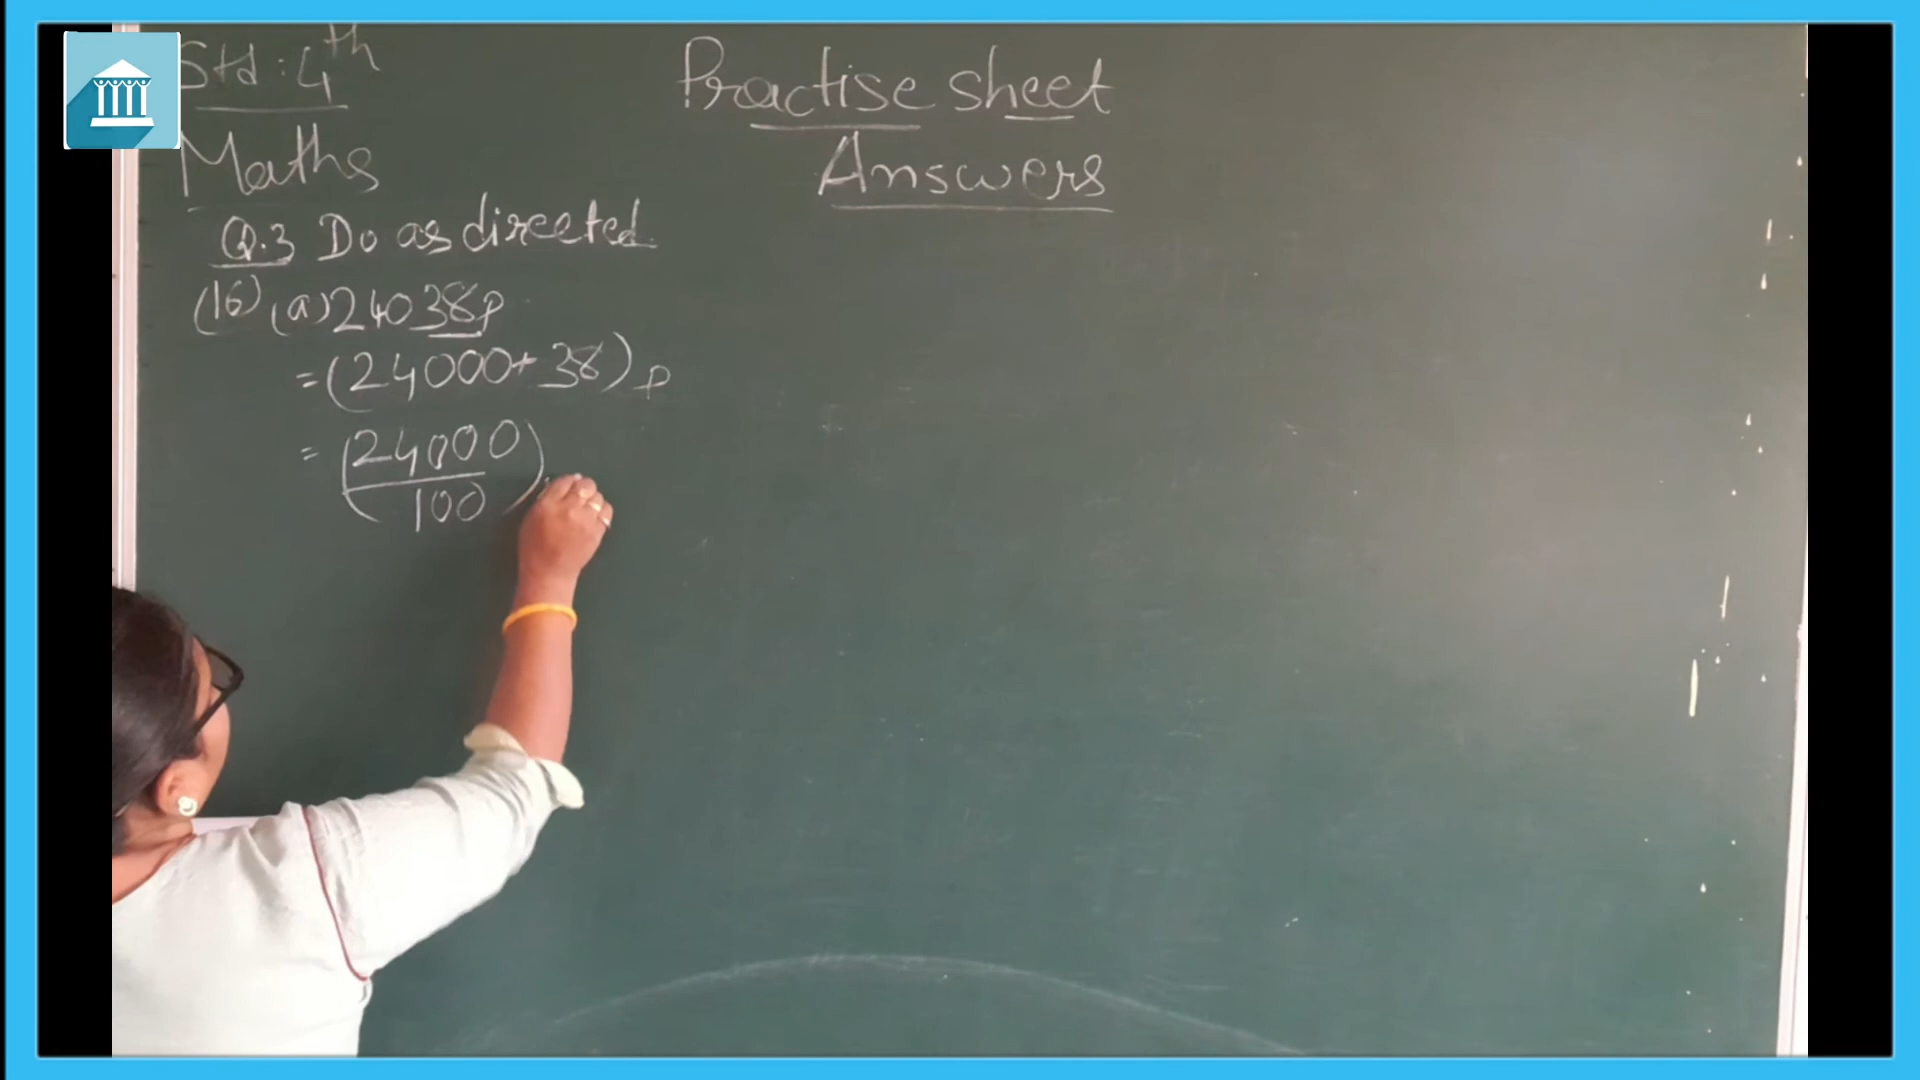 Std : 4th
Practise sheet
Maths
Answers
Q.3 Do as directed
(16) (a) 24038p
= (24000 + 38) p
= (24000
100)